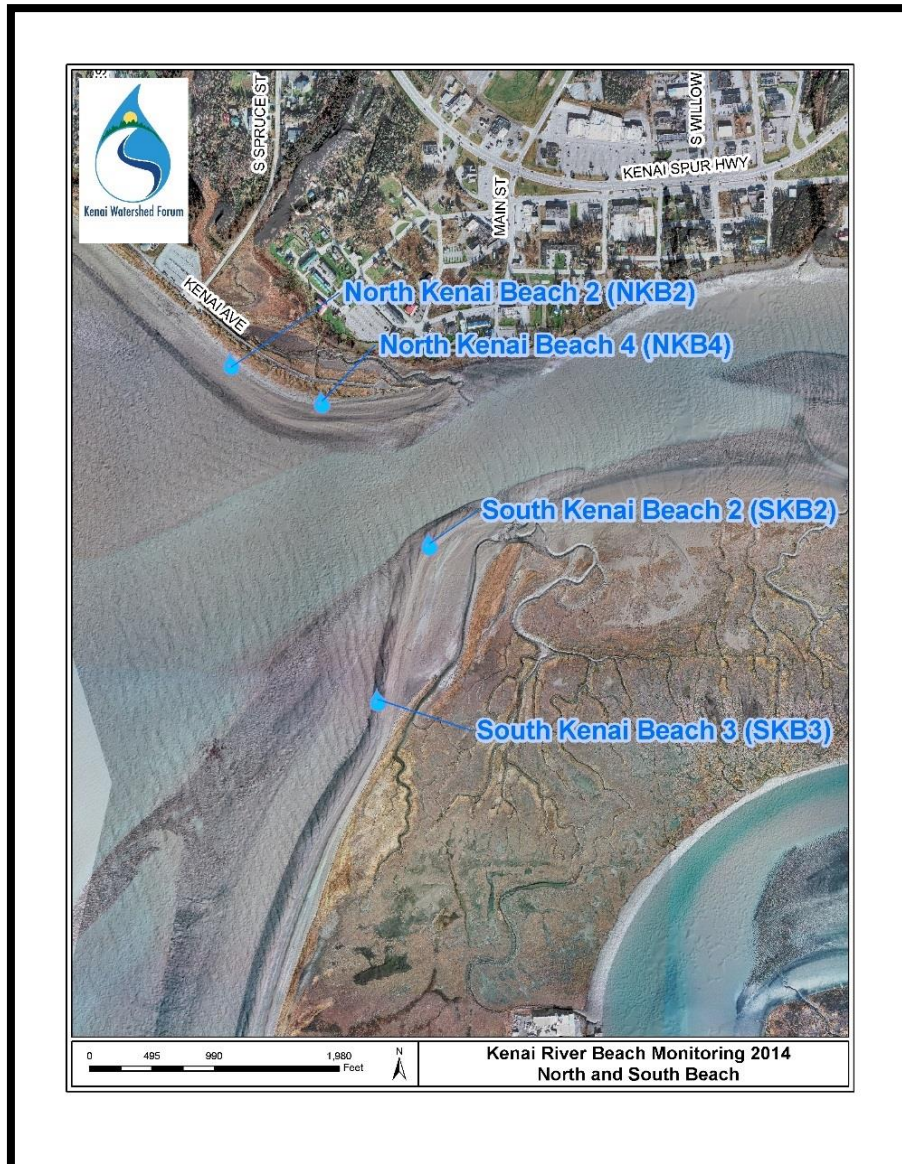 S SPRUCE ST
S WILLOW
KENAI SPUR HWY
MAIN ST
Kenai Watershed Forum
KENAI AVE
North Kenai Beach 2 (NKB2)
North Kenai Beach 4 (NKB4)
South Kenai Beach 2 (SKB2)
South Kenai Beach 3 (SKB3)
0 495 990 1,980
Feet
N
Kenai River Beach Monitoring 2014
North and South Beach